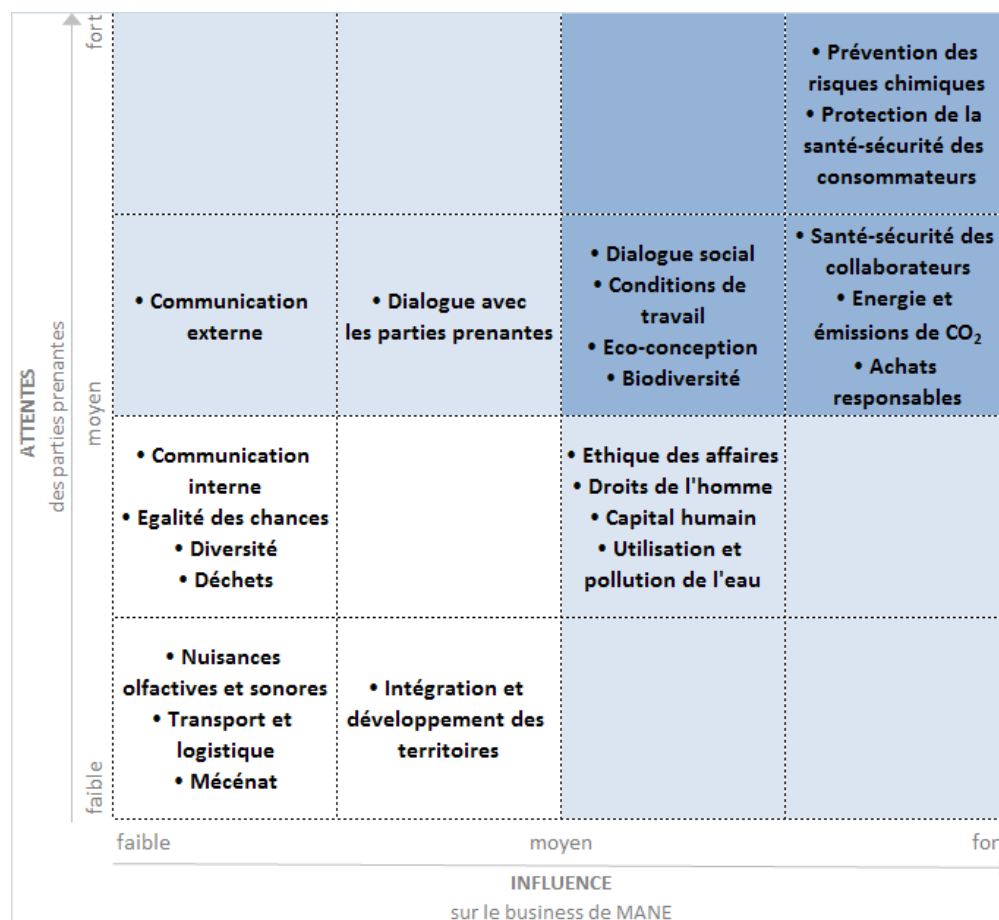 fort
• Prévention des
risques chimiques
• Protection de la
santé-sécurité des
consommateurs
ATTENTES
des parties prenantes
moyen
• Communication
externe
• Dialogue avec
les parties prenantes
• Dialogue social
• Conditions de
travail
• Eco-conception
• Biodiversité
• Santé-sécurité des
collaborateurs
• Energie et
émissions de CO₂
• Achats
responsables
• Communication
interne
• Egalité des chances
• Diversité
• Déchets
• Ethique des affaires
• Droits de l'homme
• Capital humain
• Utilisation et
pollution de l'eau
faible
• Nuisances
olfactives et sonores
• Transport et
logistique
• Mécénat
• Intégration et
développement des
territoires
faible
moyen
for
INFLUENCE
sur le business de MANE